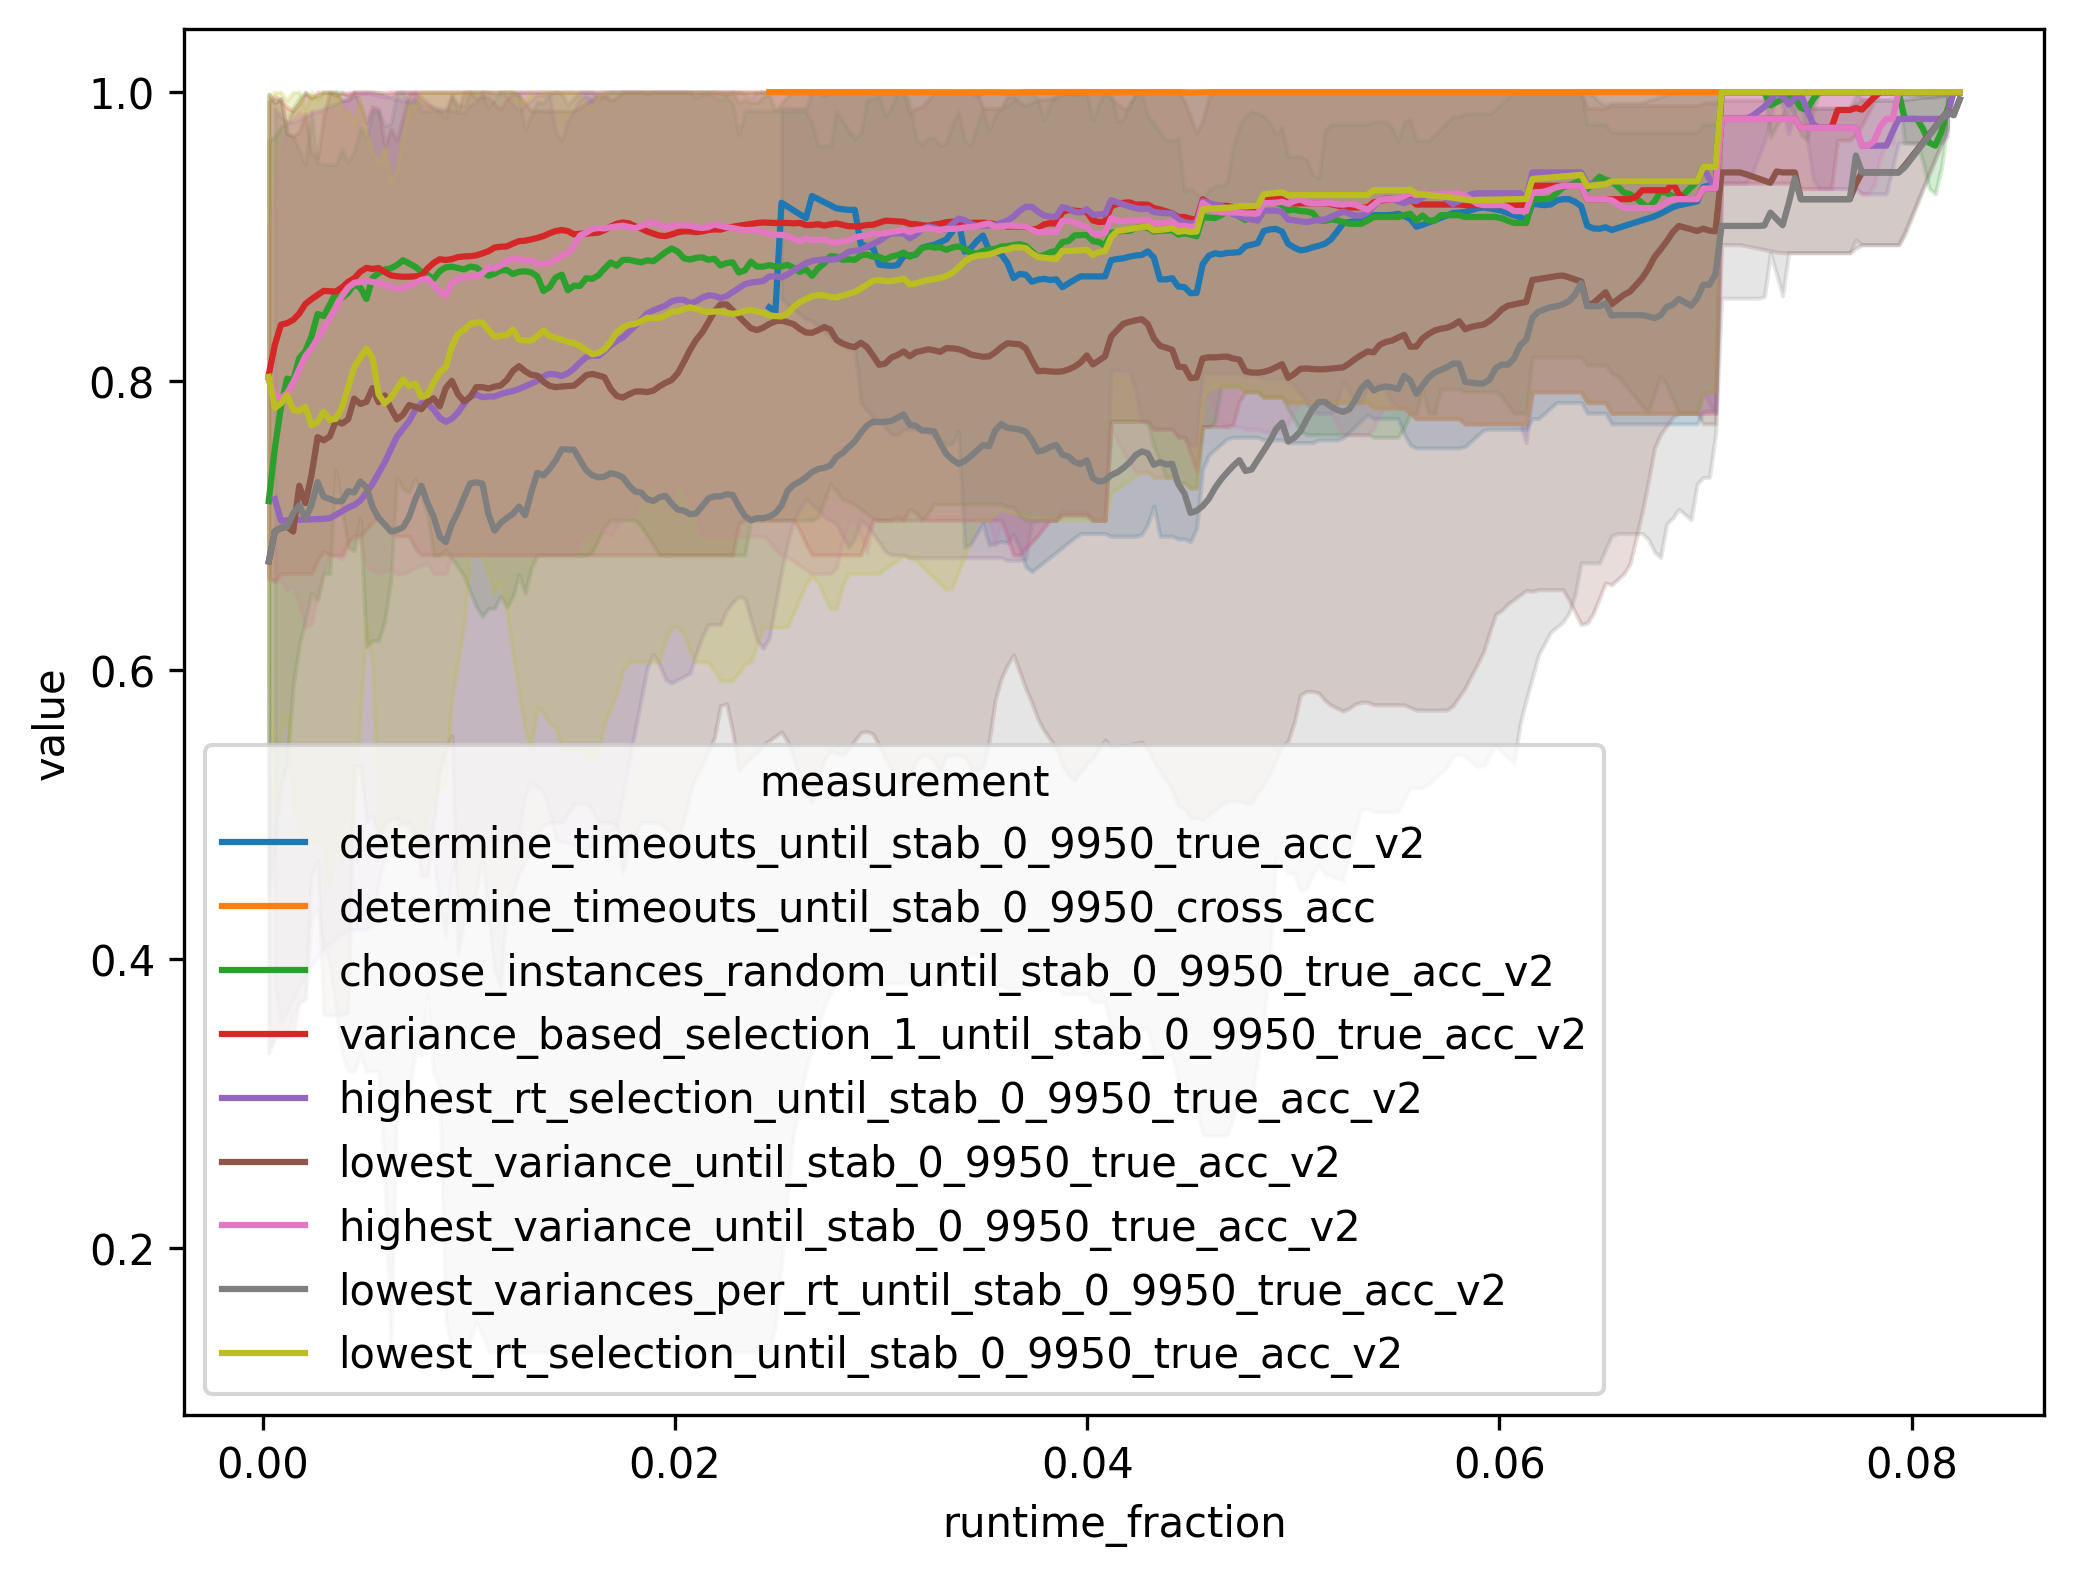 1.0
0.8
0.6
0.4
0.2
value
measurement
determine_timeouts_until_stab_0_9950_true_acc_v2
determine_timeouts_until_stab_0_9950_cross_acc
choose_instances_random_until_stab_0_9950_true_acc_v2
variance_based_selection_1_until_stab_0_9950_true_acc_v2
highest_rt_selection_until_stab_0_9950_true_acc_v2
lowest_variance_until_stab_0_9950_true_acc_v2
highest_variance_until_stab_0_9950_true_acc_v2
lowest_variances_per_rt_until_stab_0_9950_true_acc_v2
lowest_rt_selection_until_stab_0_9950_true_acc_v2
0.00 0.02 0.04 0.06 0.08
runtime_fraction